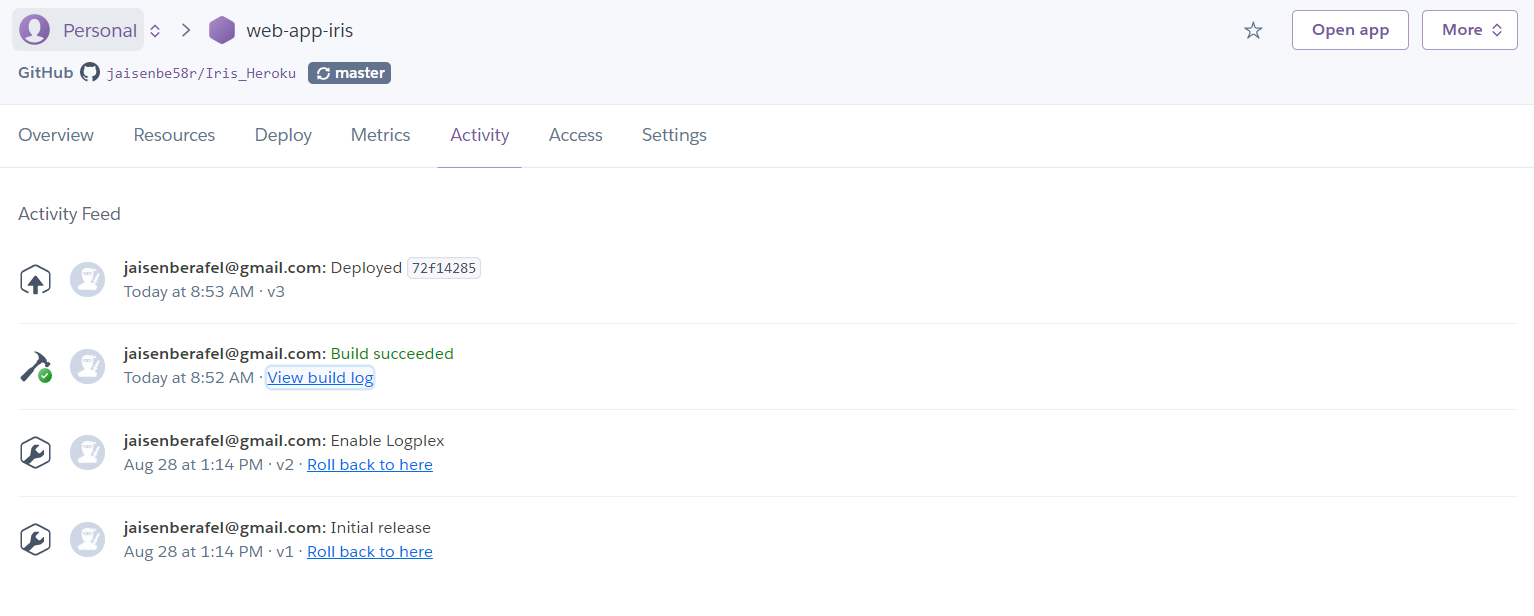 Personal web-app-iris Open app More
GitHub jaisenbe58r/Iris_Heroku master
Overview Resources Deploy Metrics Activity Access Settings
Activity Feed
jaisenberafel@gmail.com: Deployed 72f14285
Today at 8:53 AM · v3
jaisenberafel@gmail.com: Build succeeded
Today at 8:52 AM · View build log
jaisenberafel@gmail.com: Enable Logplex
Aug 28 at 1:14 PM · v2 · Roll back to here
jaisenberafel@gmail.com: Initial release
Aug 28 at 1:14 PM · v1 · Roll back to here